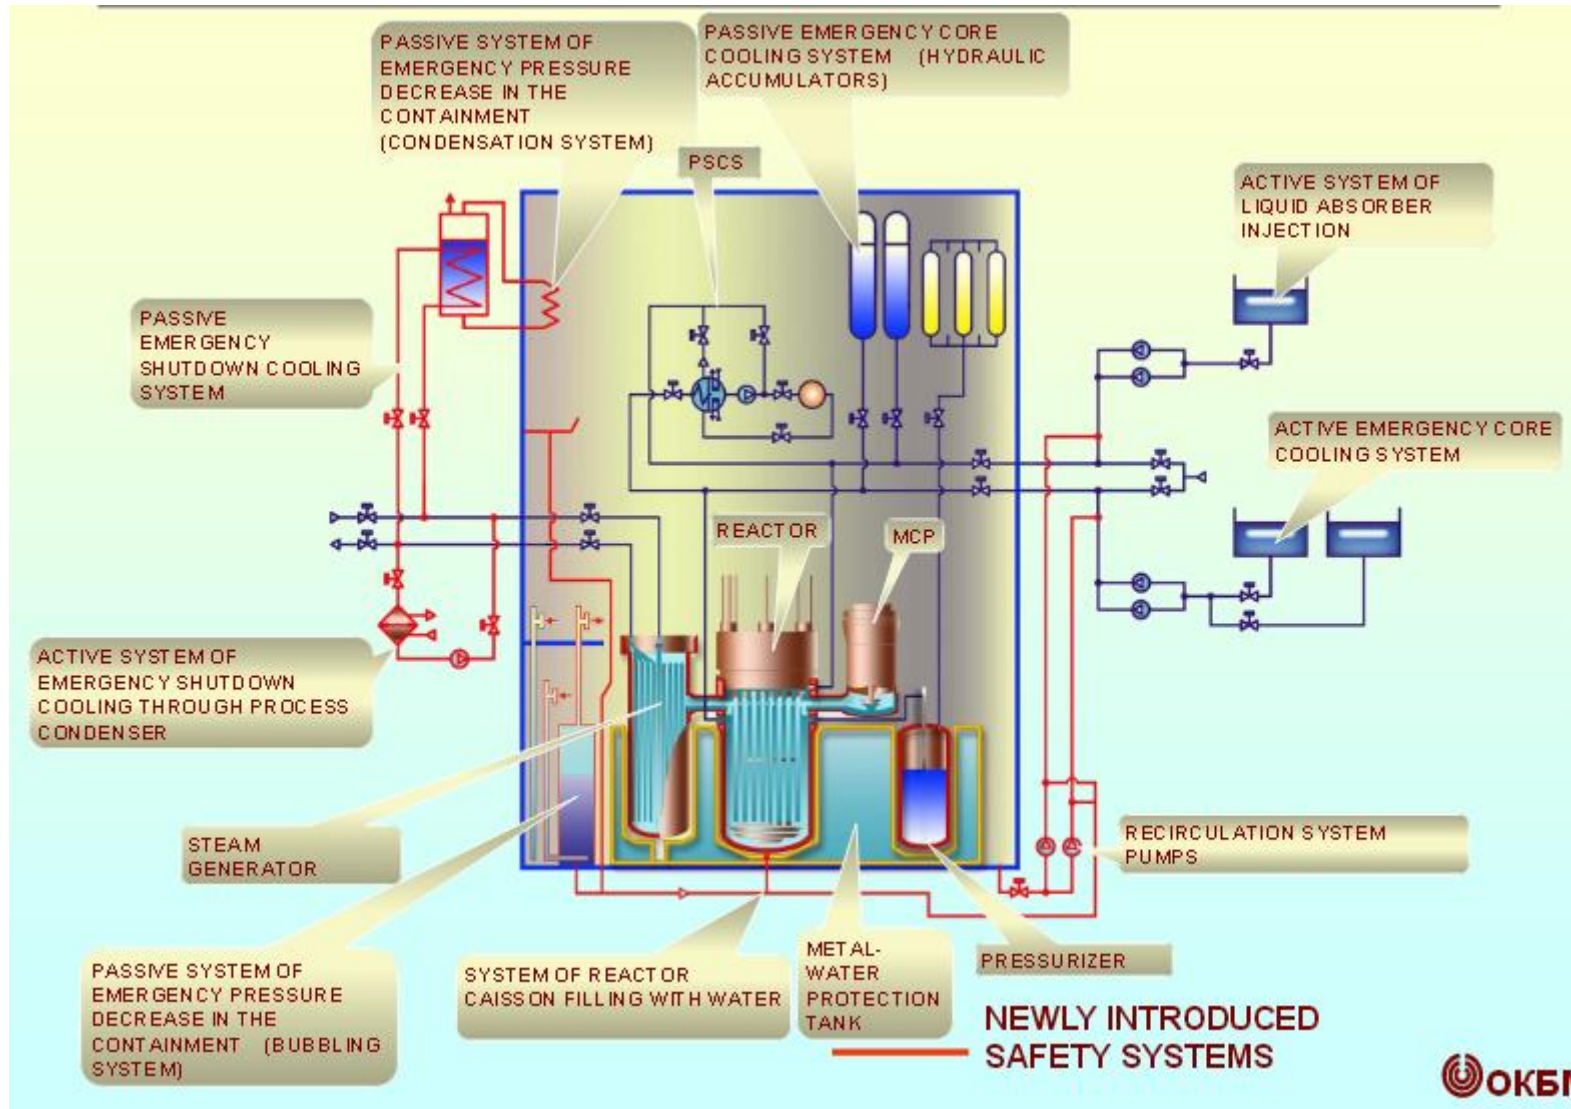 PASSIVE SYSTEM OF
EMERGENCY PRESSURE
DECREASE IN THE
CONTAINMENT
(CONDENSATION SYSTEM)
PASSIVE EMERGENCY CORE
COOLING SYSTEM (HYDRAULIC
ACCUMULATORS)
PSCS
ACTIVE SYSTEM OF
LIQUID ABSORBER
INJECTION
PASSIVE
EMERGENCY
SHUTDOWN COOLING
SYSTEM
ACTIVE EMERGENCY CORE
COOLING SYSTEM
REACTOR
MCP
ACTIVE SYSTEM OF
EMERGENCY SHUTDOWN
COOLING THROUGH PROCESS
CONDENSER
STEAM
GENERATOR
RECIRCULATION SYSTEM
PUMPS
PASSIVE SYSTEM OF
EMERGENCY PRESSURE
DECREASE IN THE
CONTAINMENT (BUBBLING
SYSTEM)
SYSTEM OF REACTOR
CAISSON FILLING WITH WATER
METAL-
WATER
PROTECTION
TANK
PRESSURIZER
NEWLY INTRODUCED
SAFETY SYSTEMS